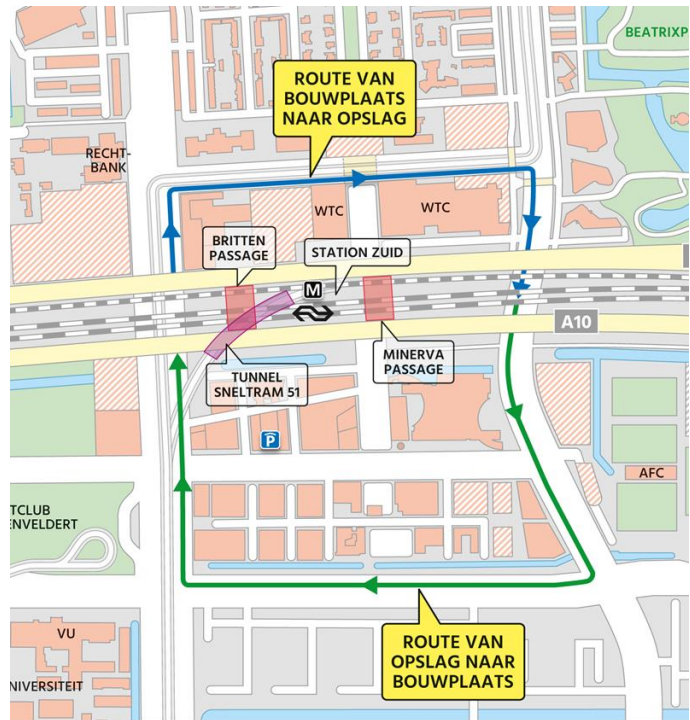 BEATRIXP
ROUTE VAN
BOUWPLAATS
NAAR OPSLAG
RECHT-
BANK
WTC
WTC
BRITTEN
PASSAGE
STATION ZUID
M
A10
MINERVA
PASSAGE
TUNNEL
SNELTRAM 51
P
AFC
TCLUB
ENVELDERT
VU
NIVERSITEIT
ROUTE VAN
OPSLAG NAAR
BOUWPLAATS